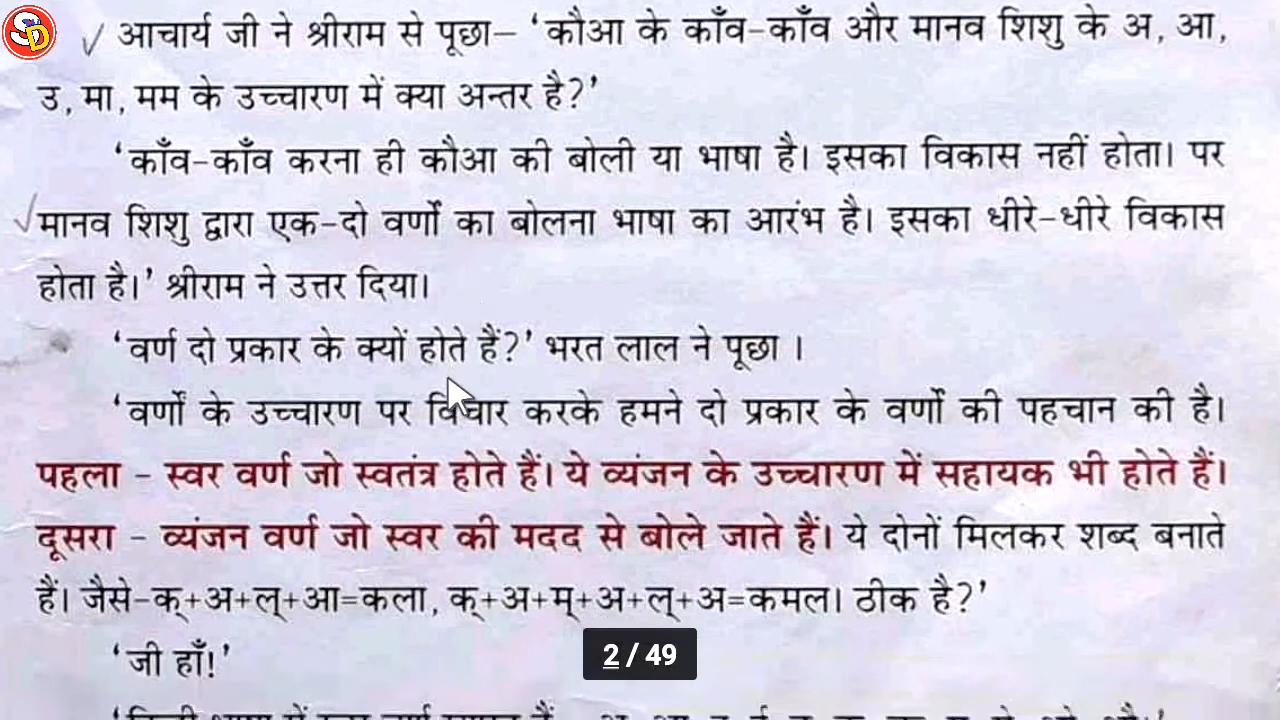 SD
आचार्य जी ने श्रीराम से पूछा– ‘कौआ के काँव-काँव और मानव शिशु के अ, आ,
उ, मा, मम के उच्चारण में क्या अन्तर है?’
‘काँव-काँव करना ही कौआ की बोली या भाषा है। इसका विकास नहीं होता। पर
मानव शिशु द्वारा एक-दो वर्णों का बोलना भाषा का आरंभ है। इसका धीरे-धीरे विकास
होता है।’ श्रीराम ने उत्तर दिया।
‘वर्ण दो प्रकार के क्यों होते हैं?’ भरत लाल ने पूछा ।
‘वर्णों के उच्चारण पर विचार करके हमने दो प्रकार के वर्णों की पहचान की है।
पहला - स्वर वर्ण जो स्वतंत्र होते हैं। ये व्यंजन के उच्चारण में सहायक भी होते हैं।
दूसरा - व्यंजन वर्ण जो स्वर की मदद से बोले जाते हैं। ये दोनों मिलकर शब्द बनाते
हैं। जैसे-क्+अ+ल्+आ=कला, क्+अ+म्+अ+ल्+अ=कमल। ठीक है?’
‘जी हाँ!’
2 / 49